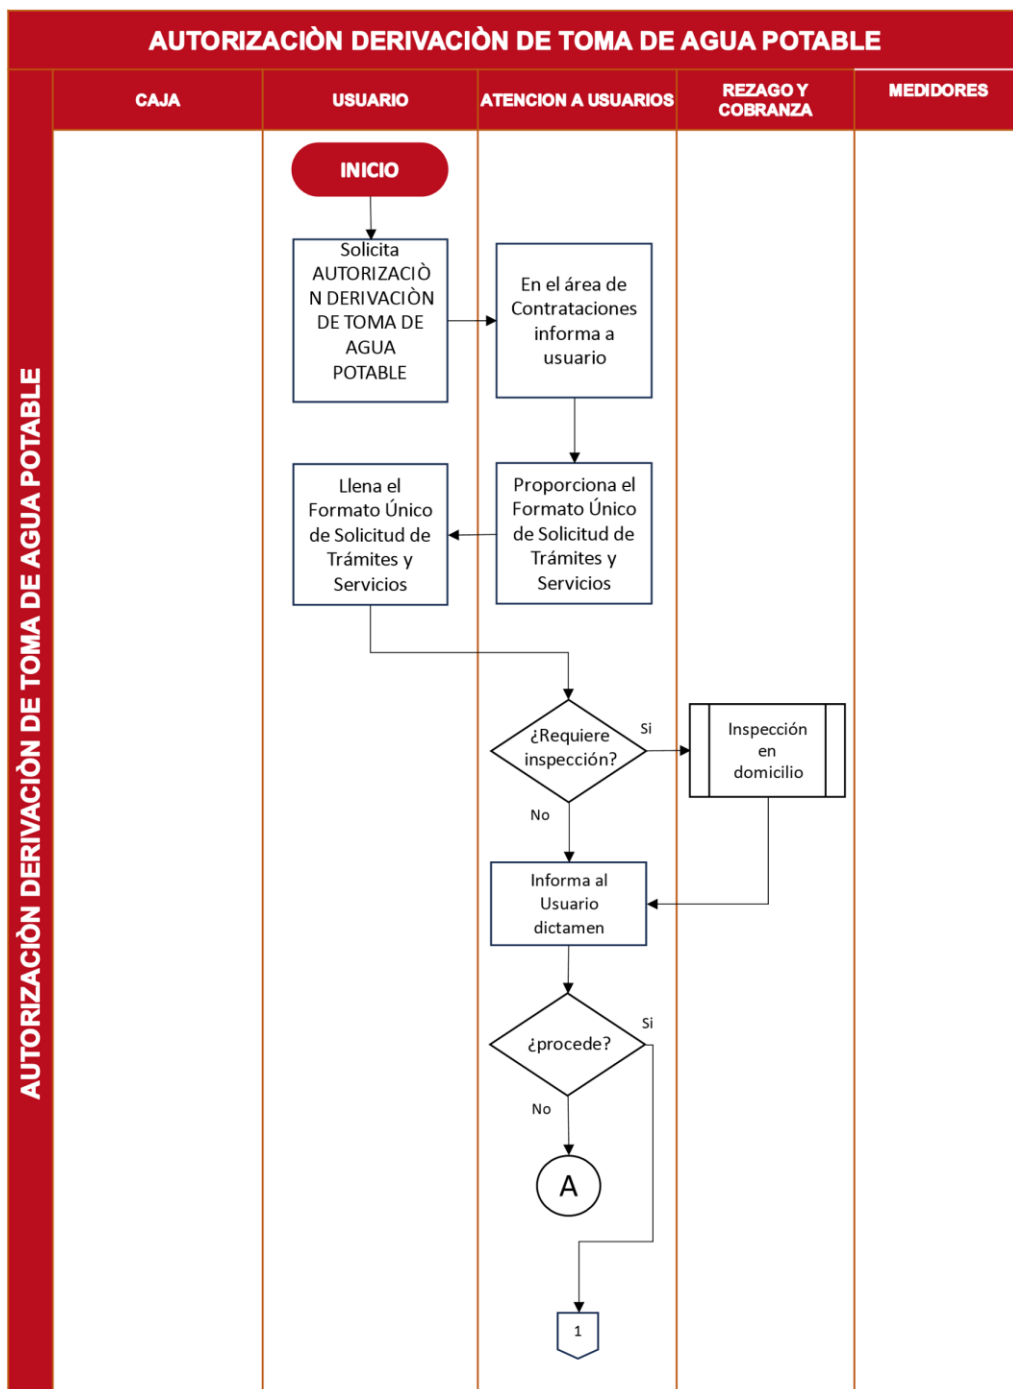 AUTORIZACIÒN DERIVACIÒN DE TOMA DE AGUA POTABLE
CAJA
USUARIO
ATENCION A USUARIOS
REZAGO Y
COBRANZA
MEDIDORES
AUTORIZACIÒN DERIVACIÒN DE TOMA DE AGUA POTABLE
INICIO
Solicita
AUTORIZACIÒ
N DERIVACIÒN
DE TOMA DE
AGUA
POTABLE
En el área de
Contrataciones
informa a
usuario
Llena el
Formato Único
de Solicitud de
Trámites y
Servicios
Proporciona el
Formato Único
de Solicitud de
Trámites y
Servicios
¿Requiere
inspección?
Si
Inspección
en
domicilio
No
Informa al
Usuario
dictamen
¿procede?
Si
No
A
1